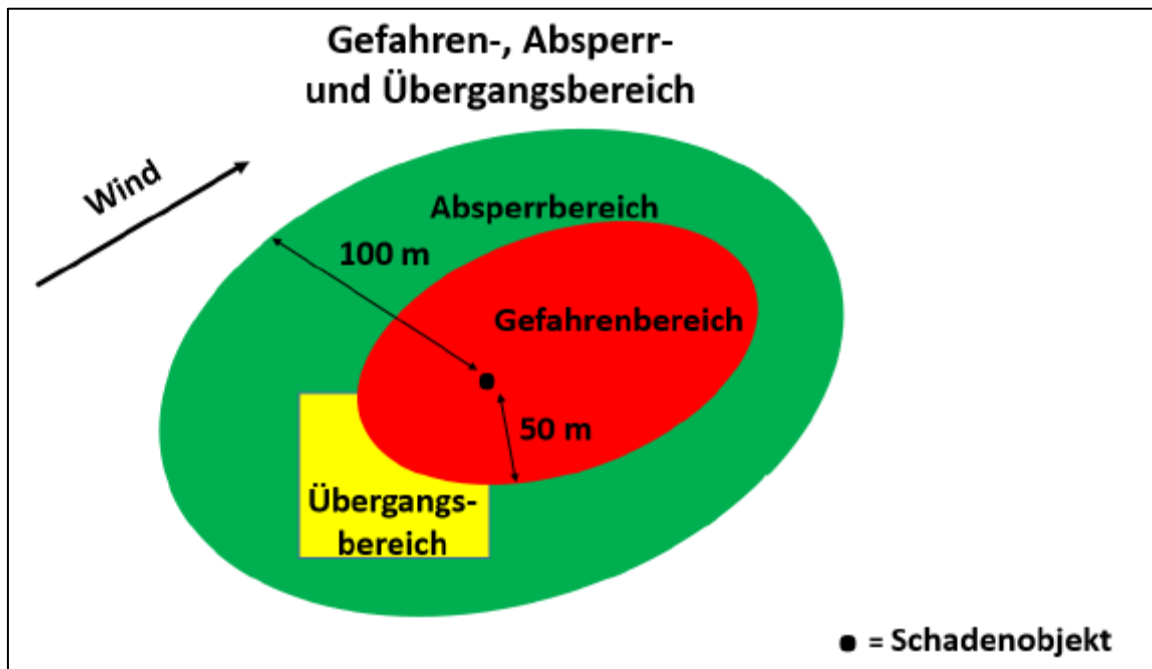 Gefahren-, Absperr-
und Übergangsbereich
Wind
Absperrbereich
100 m
Gefahrenbereich
50 m
Übergangs-
bereich
= Schadenobjekt